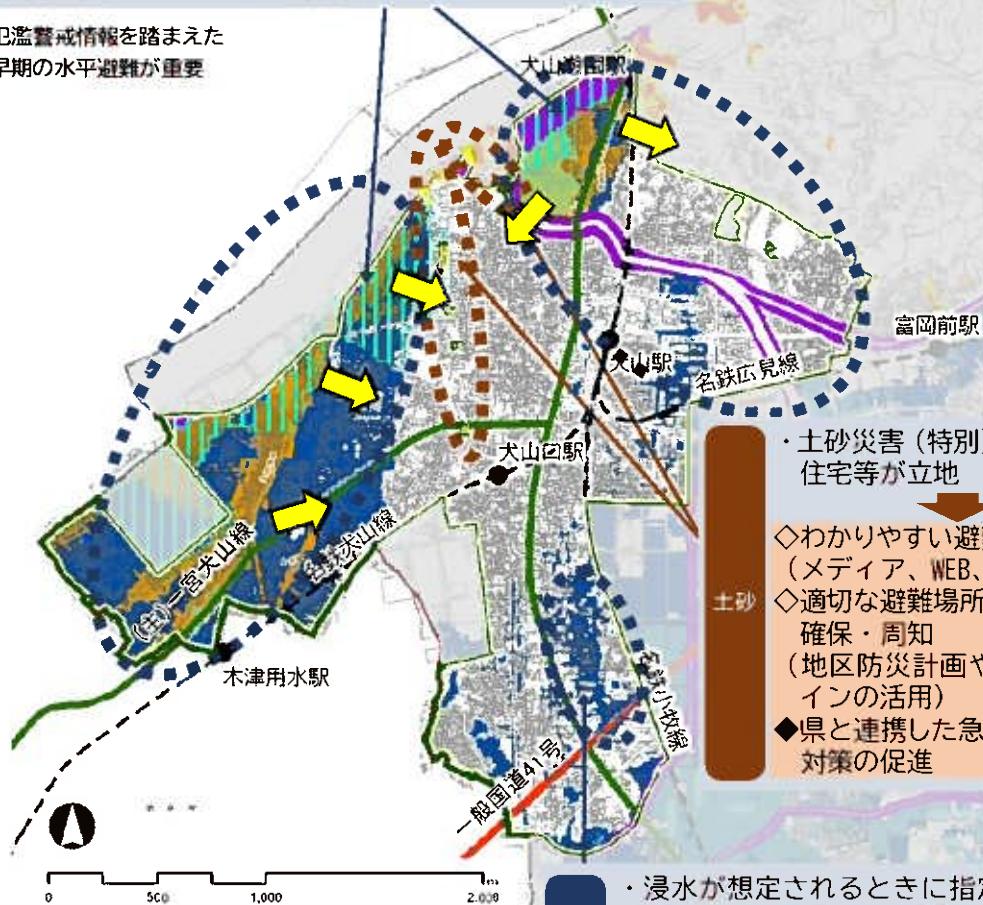 氾濫警戒情報を踏まえた
早期の水平避難が重要
犬山遊園駅
富岡前駅
犬山駅
名鉄広見線
犬山口駅
名鉄犬山線
(主)一宮犬山線
木津用水駅
名鉄小牧線
一般国道41号
土砂
・土砂災害(特別)
住宅等が立地
◇わかりやすい避
(メディア、WEB、
◇適切な避難場所
確保・周知
(地区防災計画や
インの活用)
◆県と連携した急
対策の促進
0 500 1,000 2,000
・浸水が想定されるときに指定